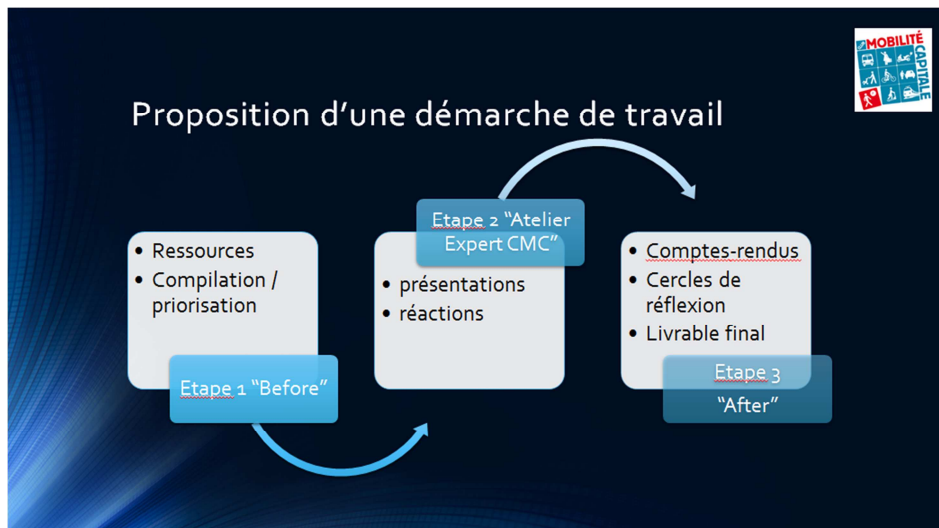 MOBILITÉ
CAPITALE
Proposition d'une démarche de travail
• Ressources
• Compilation /
priorisation
Etape 1 "Before"
Etape 2 "Atelier
Expert CMC"
• présentations
• réactions
• Comptes-rendus
• Cercles de
réflexion
• Livrable final
Etape 3
"After"